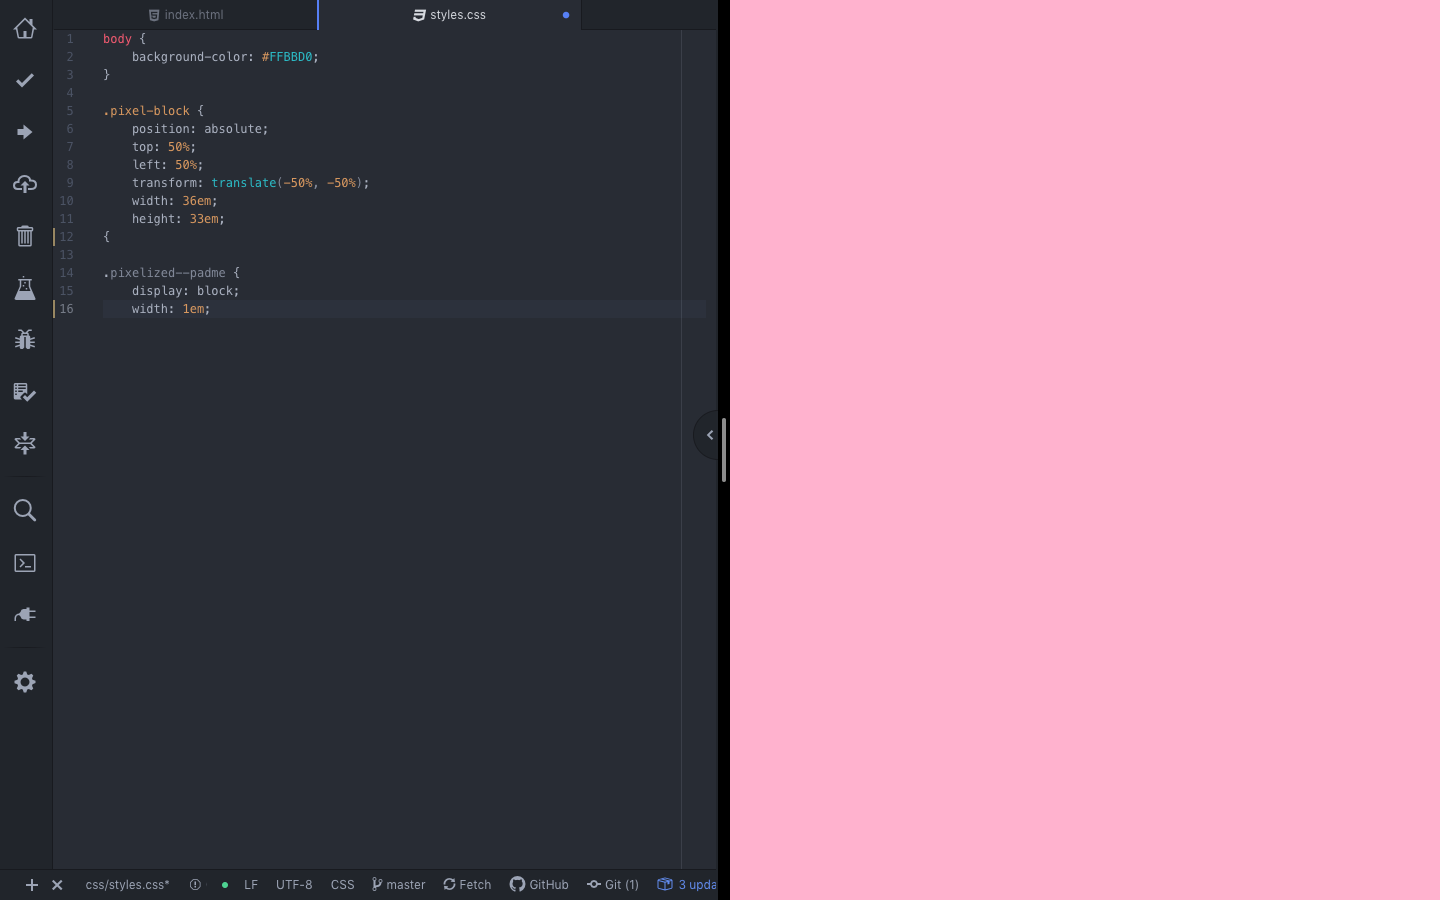 index.html
styles.css
1 body {
2 background-color: #FFBBD0;
3 }
4
5 .pixel-block {
6 position: absolute;
7 top: 50%;
8 left: 50%;
9 transform: translate(-50%, -50%);
10 width: 36em;
11 height: 33em;
12 {
13
14 .pixelized--padme {
15 display: block;
16 width: 1em;
css/styles.css* LF UTF-8 CSS master Fetch GitHub Git (1) 3 upda